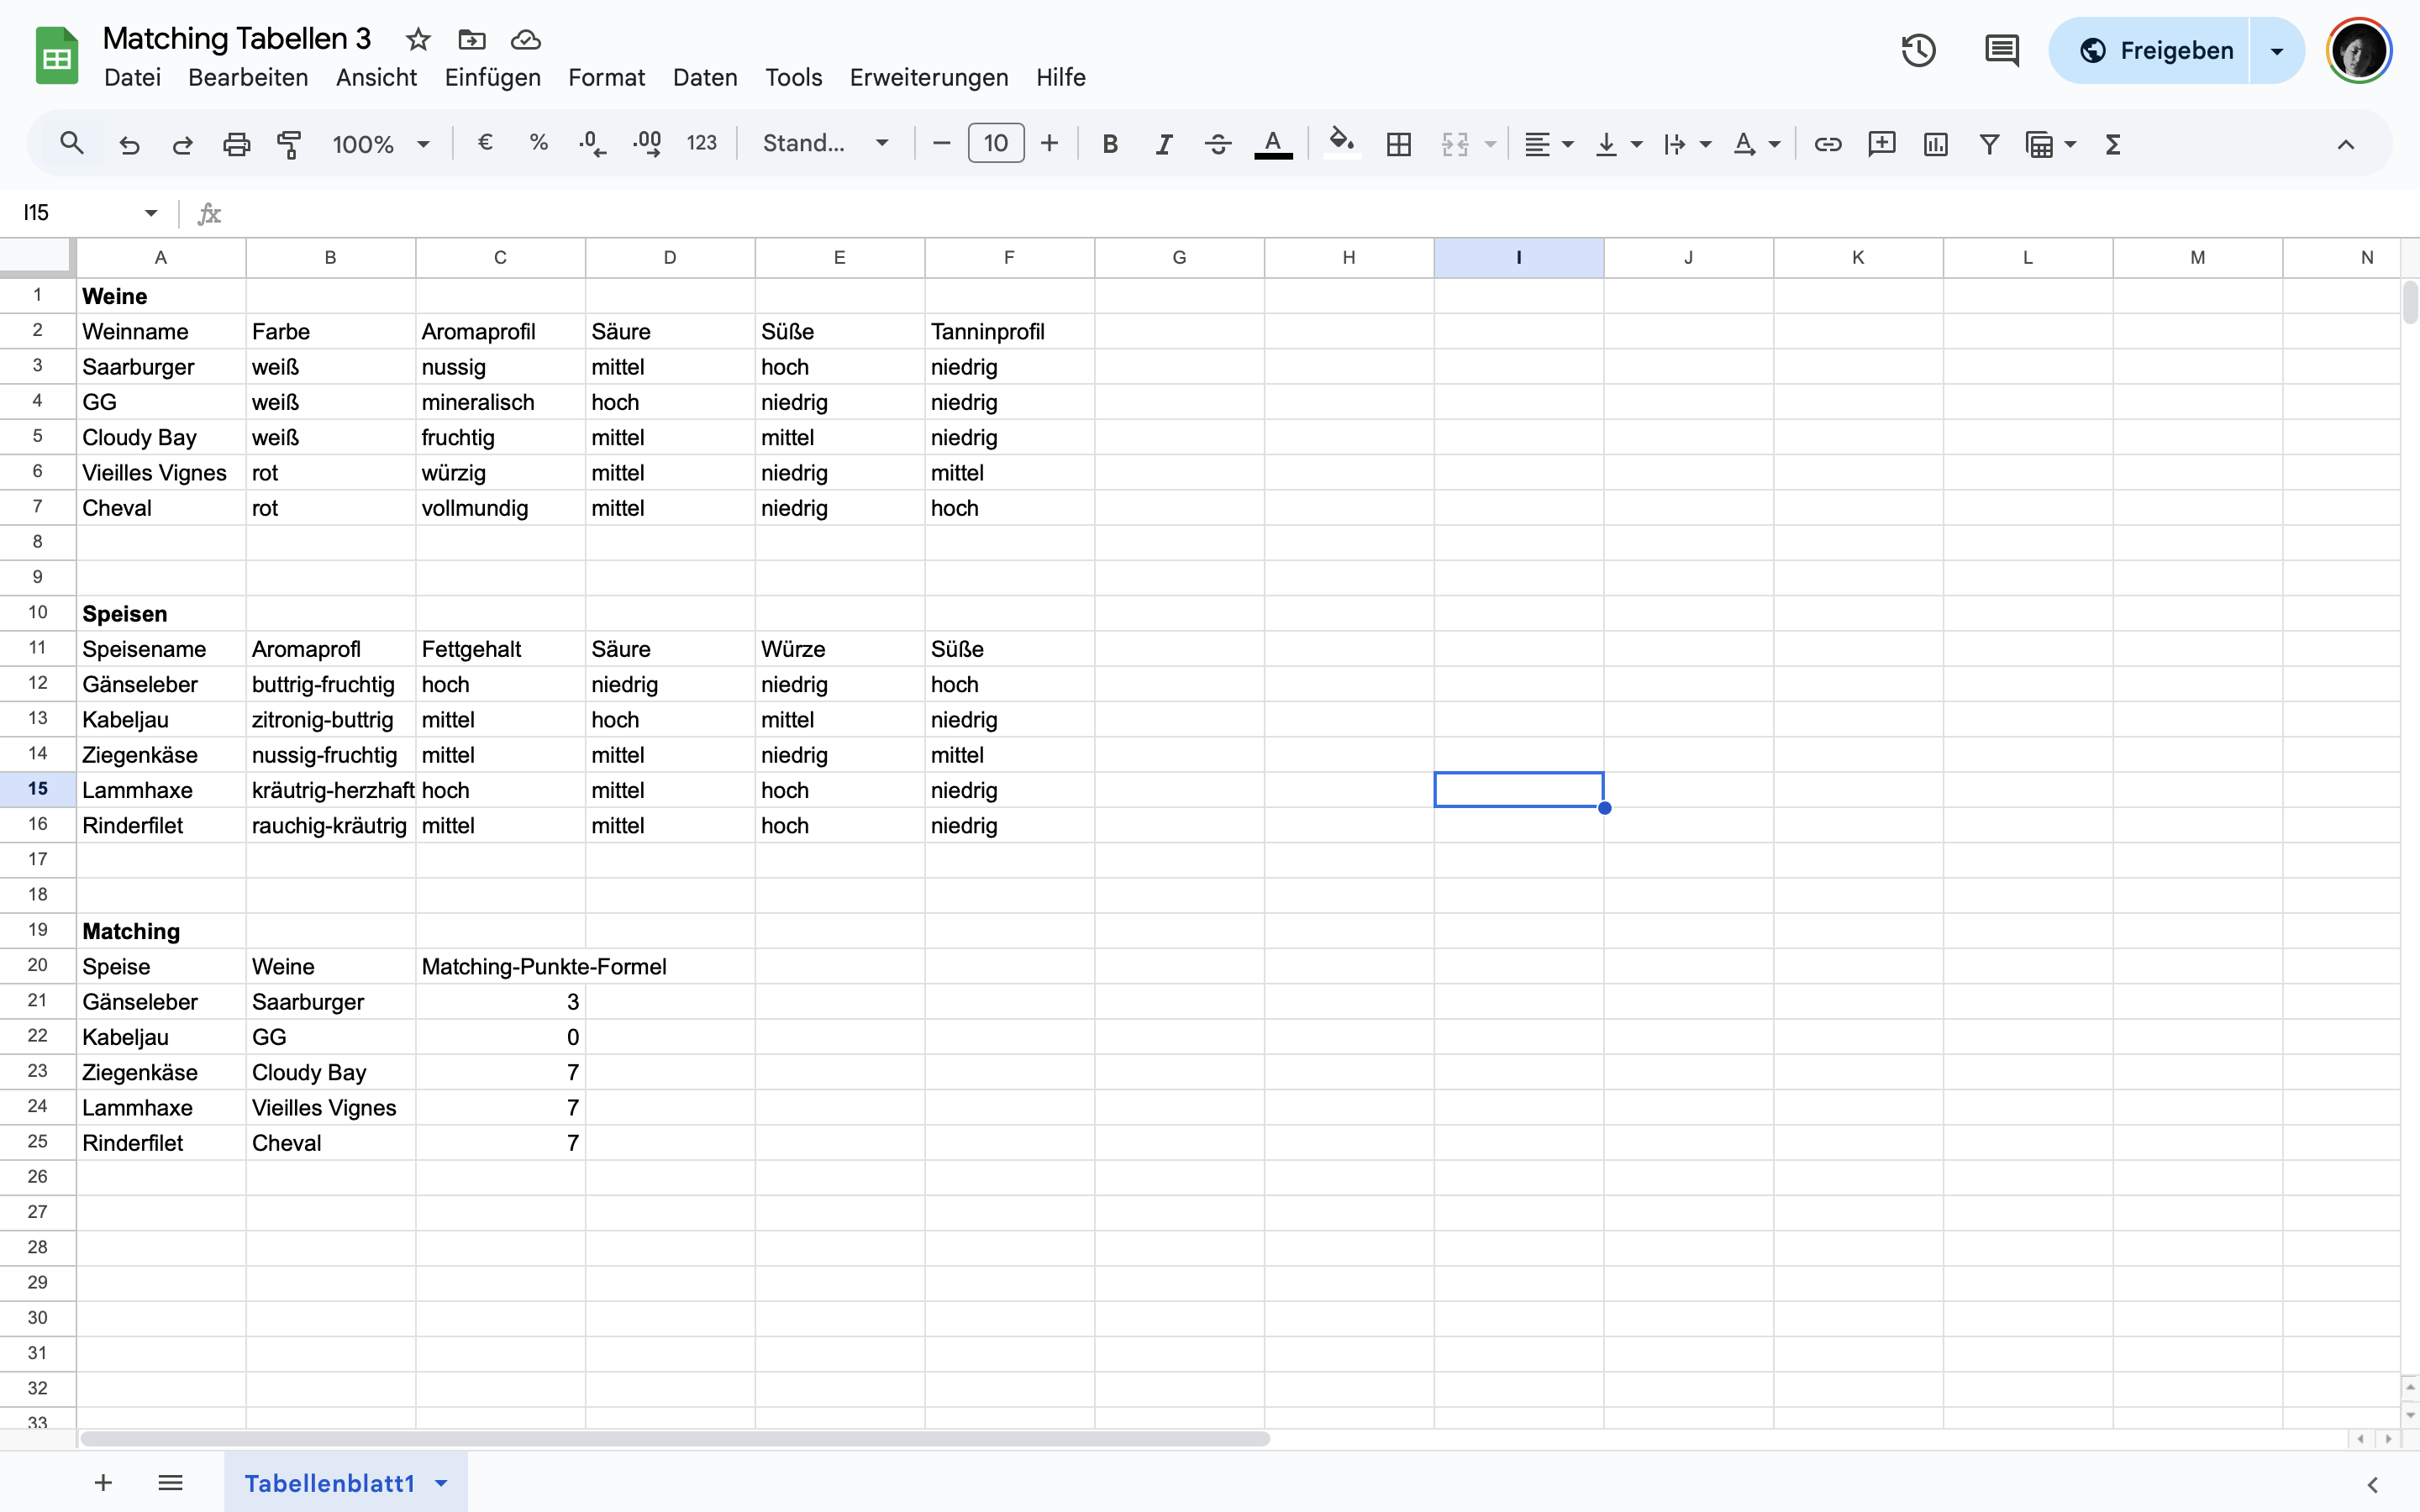 Matching Tabellen 3
Datei Bearbeiten Ansicht Einfügen Format Daten Tools Erweiterungen Hilfe
Freigeben
100% € % .0 .00 123 Stand... 10 B I S A Σ
I15 fx
A B C D E F G H I J K L M N
1 Weine
2 Weinname Farbe Aromaprofil Säure Süße Tanninprofil
3 Saarburger weiß nussig mittel hoch niedrig
4 GG weiß mineralisch hoch niedrig niedrig
5 Cloudy Bay weiß fruchtig mittel mittel niedrig
6 Vieilles Vignes rot würzig mittel niedrig mittel
7 Cheval rot vollmundig mittel niedrig hoch
8
9
10 Speisen
11 Speisename Aromaprofl Fettgehalt Säure Würze Süße
12 Gänseleber buttrig-fruchtig hoch niedrig niedrig hoch
13 Kabeljau zitronig-buttrig mittel hoch mittel niedrig
14 Ziegenkäse nussig-fruchtig mittel mittel niedrig mittel
15 Lammhaxe kräutrig-herzhaft hoch mittel hoch niedrig
16 Rinderfilet rauchig-kräutrig mittel mittel hoch niedrig
17
18
19 Matching
20 Speise Weine Matching-Punkte-Formel
21 Gänseleber Saarburger 3
22 Kabeljau GG 0
23 Ziegenkäse Cloudy Bay 7
24 Lammhaxe Vieilles Vignes 7
25 Rinderfilet Cheval 7
26
27
28
29
30
31
32
33
Tabellenblatt1